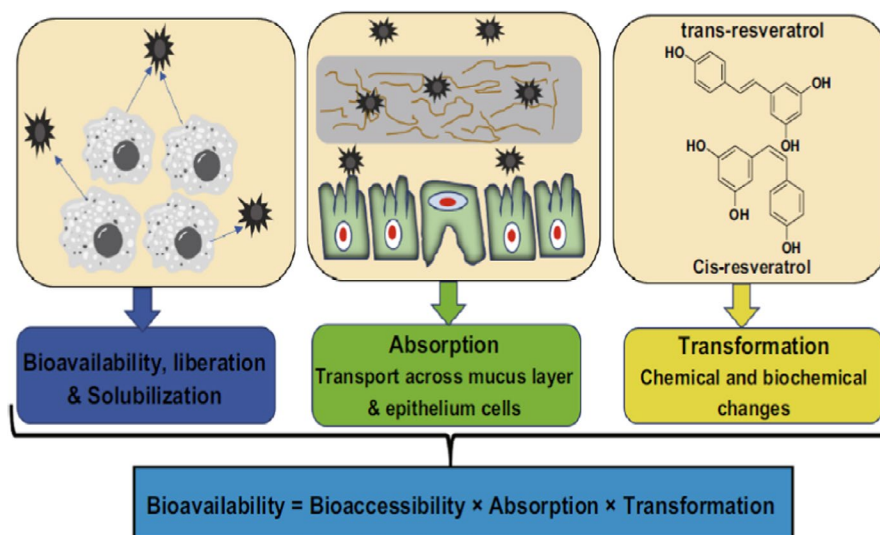 trans-resveratrol
HO
OH
OH
HO
OH
OH
Cis-resveratrol
Bioavailability, liberation
& Solubilization
Absorption
Transport across mucus layer
& epithelium cells
Transformation
Chemical and biochemical
changes
Bioavailability = Bioaccessibility × Absorption × Transformation